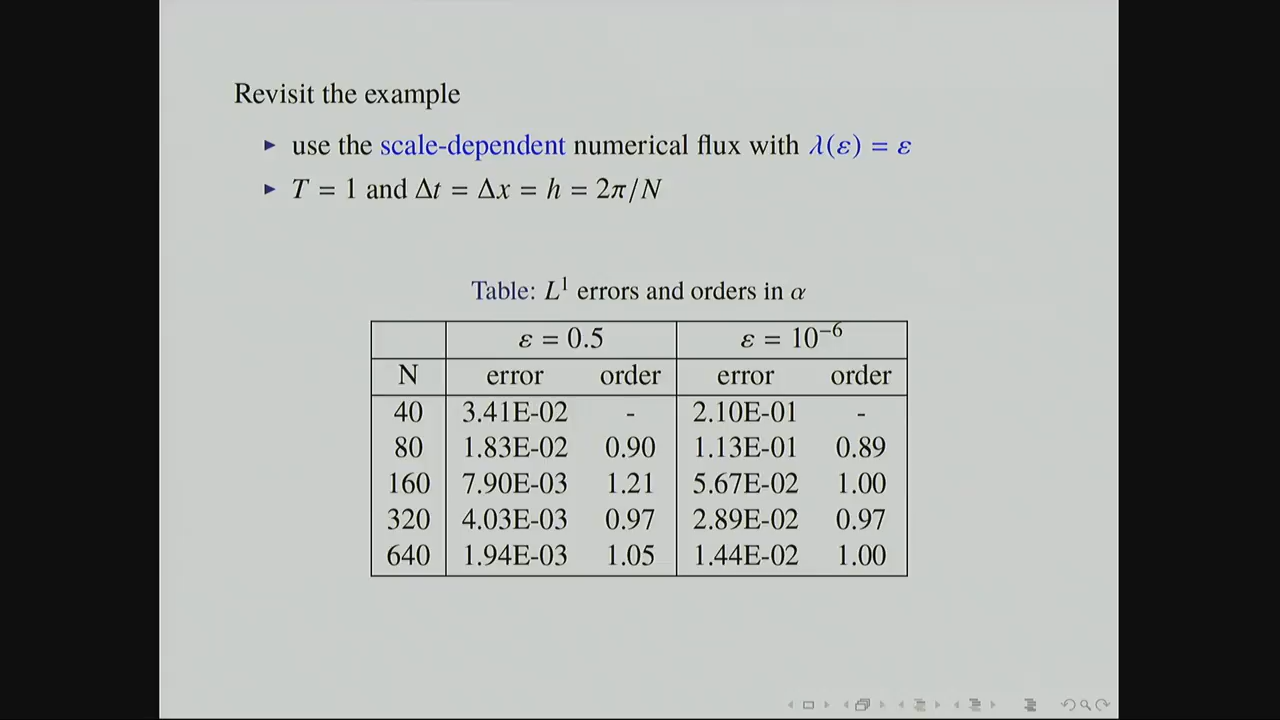 Revisit the example
▶ use the scale-dependent numerical flux with λ(ε) = ε
▶ T = 1 and Δt = Δx = h = 2π/N
Table: L¹ errors and orders in α
ε = 0.5 ε = 10⁻⁶
N error order error order
40 3.41E-02 - 2.10E-01 -
80 1.83E-02 0.90 1.13E-01 0.89
160 7.90E-03 1.21 5.67E-02 1.00
320 4.03E-03 0.97 2.89E-02 0.97
640 1.94E-03 1.05 1.44E-02 1.00